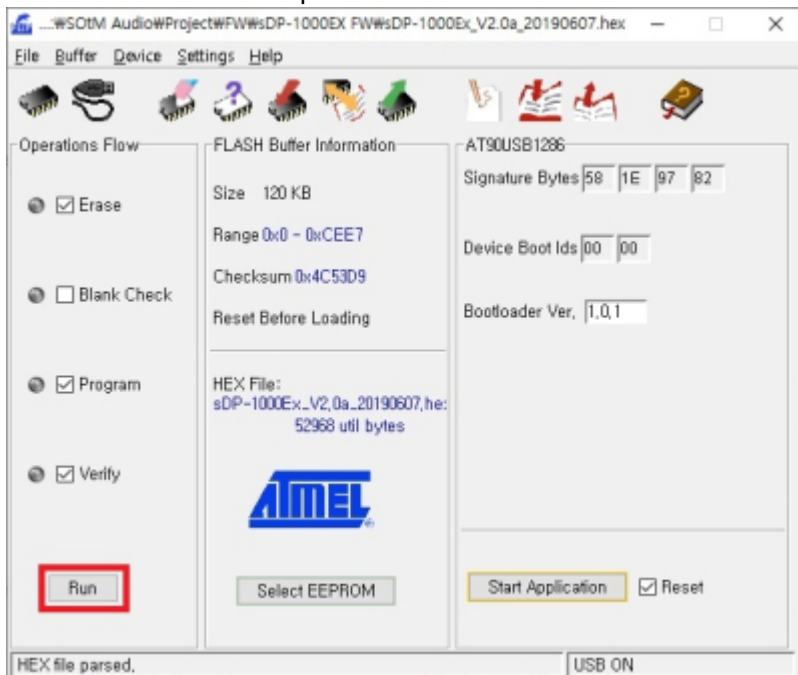 ....₩SOtM Audio₩Project₩FW₩sDP-1000EX FW₩sDP-1000Ex_V2.0a_20190607.hex
File Buffer Device Settings Help
Operations Flow
Erase
Blank Check
Program
Verify
Run
FLASH Buffer Information
Size 120 KB
Range 0x0 - 0xCEE7
Checksum 0x4C53D9
Reset Before Loading
HEX File:
sDP-1000Ex_V2,0a_20190607,he:
52968 util bytes
ATMEL
Select EEPROM
AT90USB1286
Signature Bytes 58 1E 97 82
Device Boot Ids 00 00
Bootloader Ver, 1,0,1
Start Application Reset
HEX file parsed,
USB ON